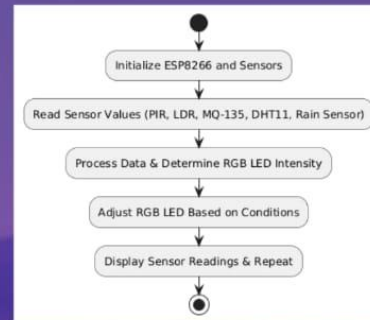 Initialize ESP8266 and Sensors
Read Sensor Values (PIR, LDR, MQ-135, DHT11, Rain Sensor)
Process Data & Determine RGB LED Intensity
Adjust RGB LED Based on Conditions
Display Sensor Readings & Repeat